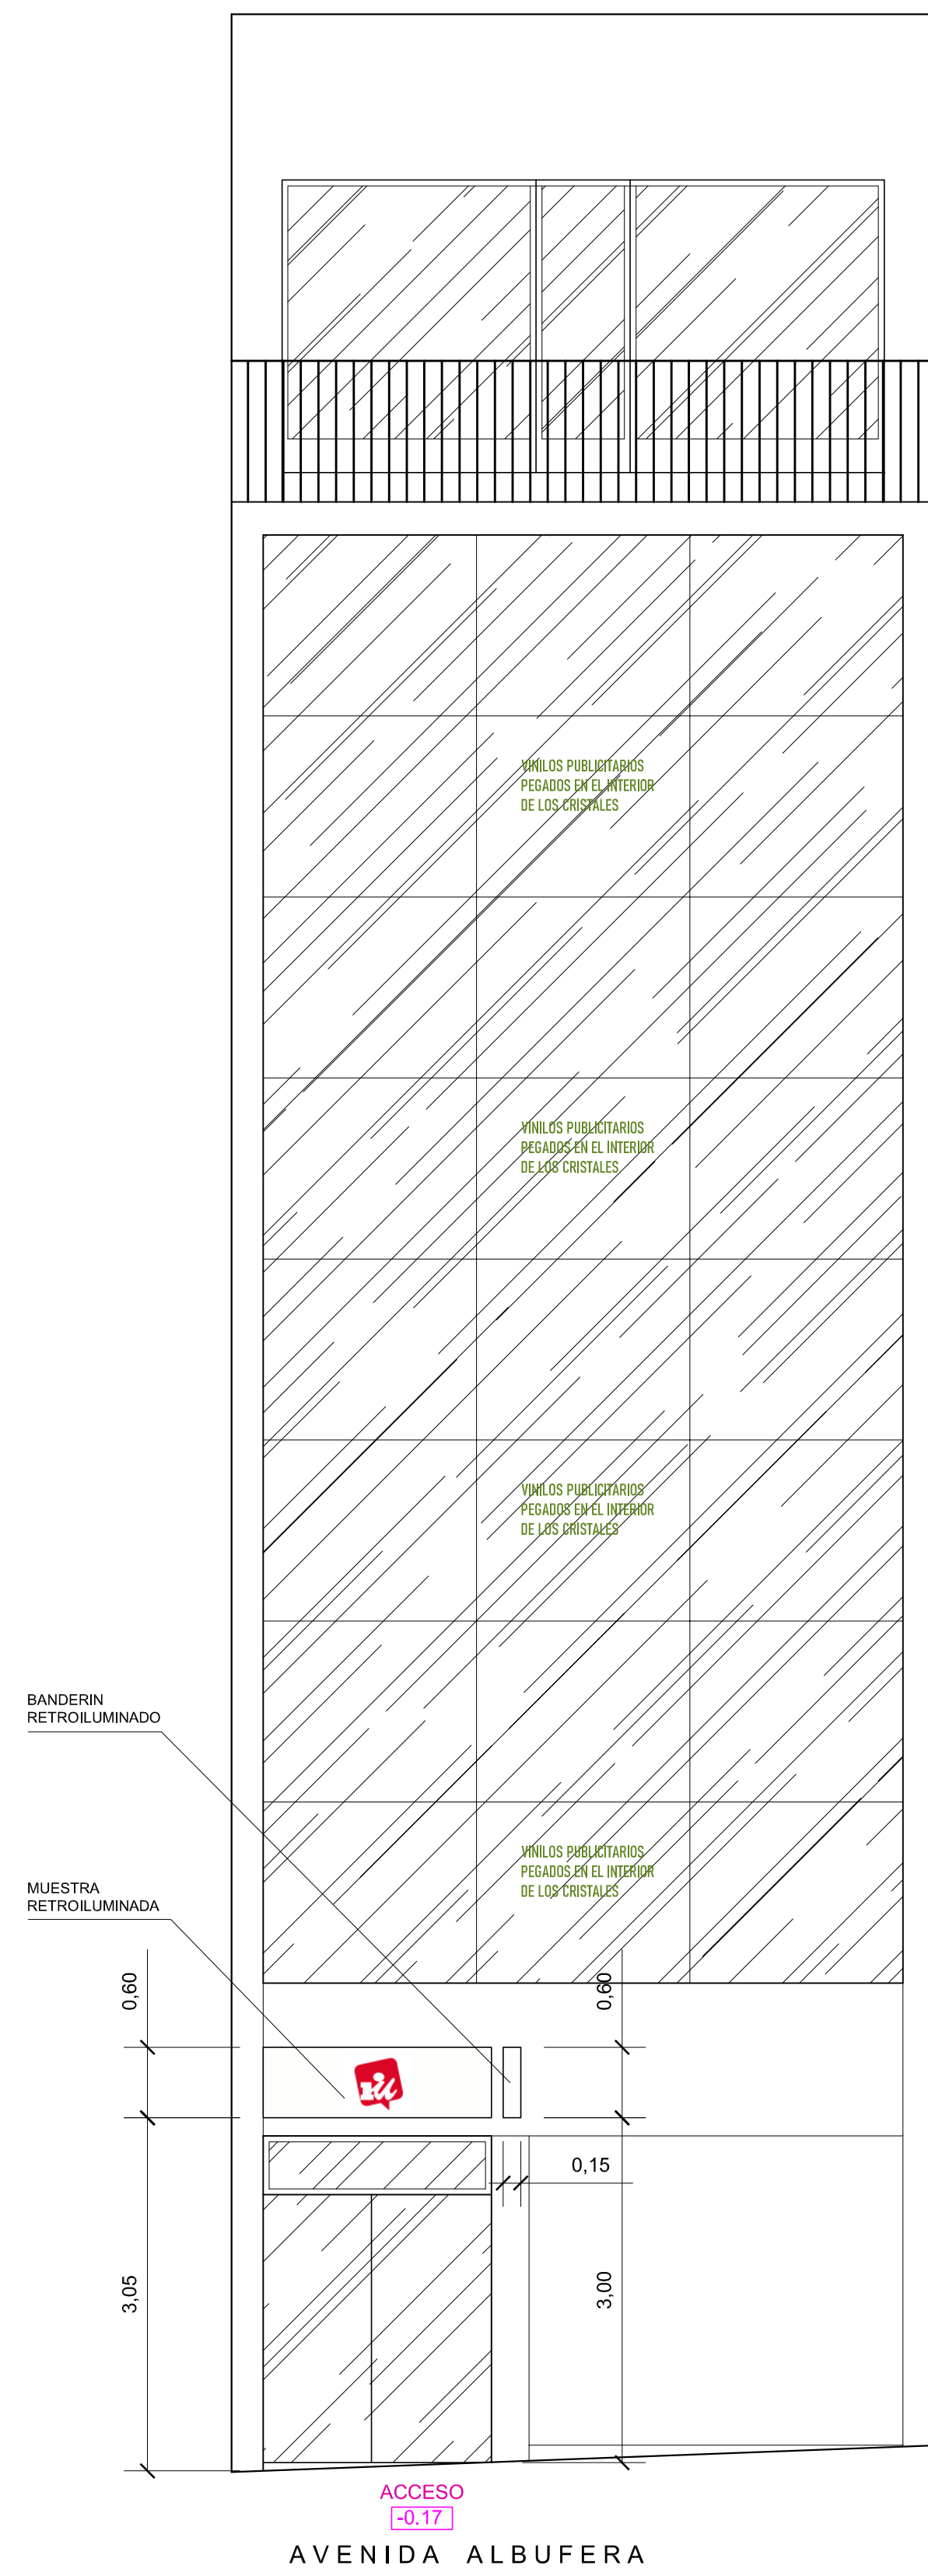 VINILOS PUBLICITARIOS
PEGADOS EN EL INTERIOR
DE LOS CRISTALES
VINILOS PUBLICITARIOS
PEGADOS EN EL INTERIOR
DE LOS CRISTALES
VINILOS PUBLICITARIOS
PEGADOS EN EL INTERIOR
DE LOS CRISTALES
BANDERIN
RETROILUMINADO
VINILOS PUBLICITARIOS
PEGADOS EN EL INTERIOR
DE LOS CRISTALES
MUESTRA
RETROILUMINADA
0,60
0,60
iu
0,15
3,05
3,00
ACCESO
-0.17
AVENIDA ALBUFERA